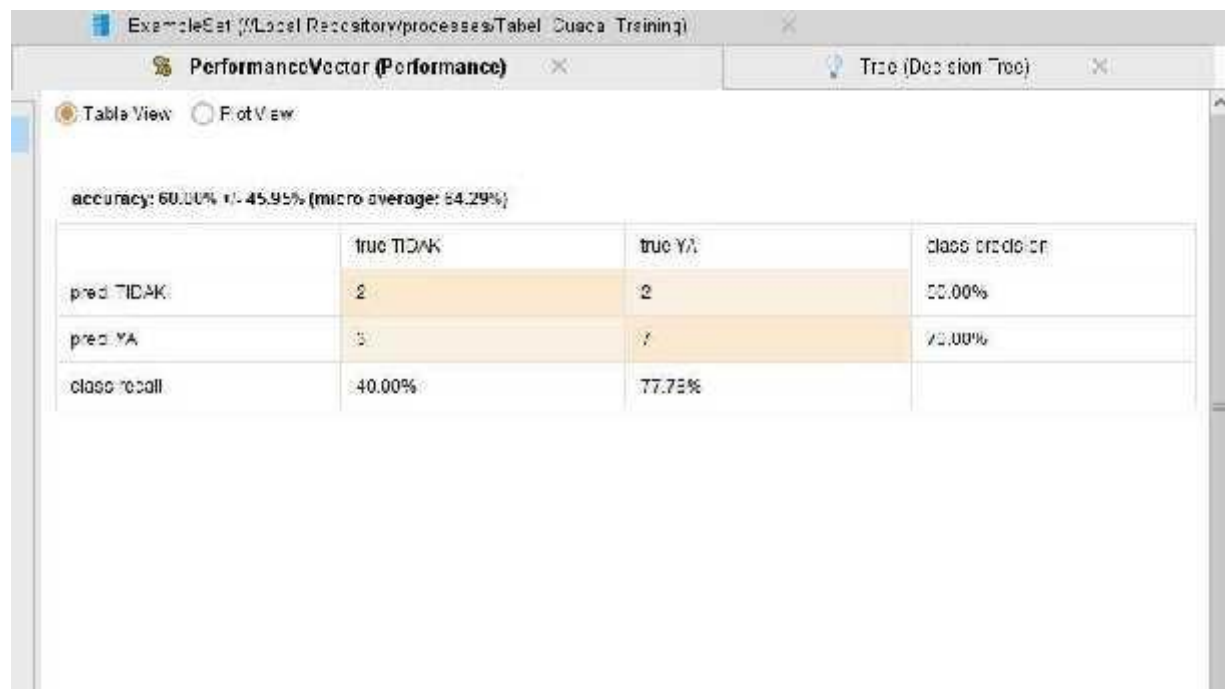 ExampleSet (//Local Repository/processes/Tabel Cuaca Training)
PerformanceVector (Performance) Tree (Decision Tree)
Table View Plot View
accuracy: 60.00% +/- 45.95% (micro average: 64.29%)
true TIDAK true YA class precision
pred. TIDAK 2 2 50.00%
pred. YA 3 7 70.00%
class recall 40.00% 77.78%